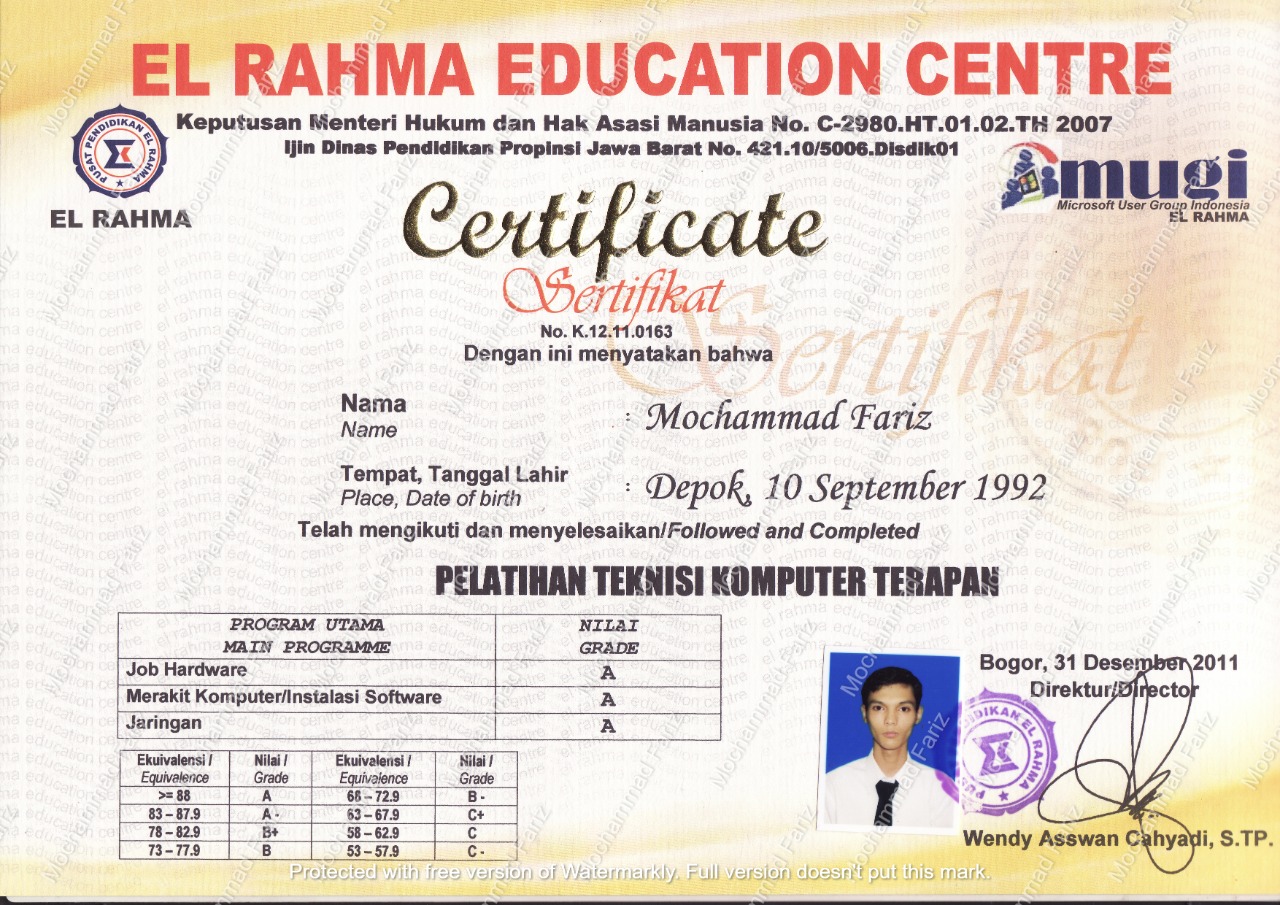 EL RAHMA EDUCATION CENTRE
Keputusan Menteri Hukum dan Hak Asasi Manusia No. C-2980.HT.01.02.TH 2007
Ijin Dinas Pendidikan Propinsi Jawa Barat No. 421.10/5006.Disdik01
PUSAT PENDIDIKAN EL RAHMA
EL RAHMA
mugi
Microsoft User Group Indonesia
EL RAHMA
Certificate
Sertifikat
Sertifikat
No. K.12.11.0163
Dengan ini menyatakan bahwa
Nama : Mochammad Fariz
Name
Tempat, Tanggal Lahir : Depok, 10 September 1992
Place, Date of birth
Telah mengikuti dan menyelesaikan/Followed and Completed
PELATIHAN TEKNISI KOMPUTER TERAPAN
PROGRAM UTAMA NILAI
MAIN PROGRAMME GRADE
Job Hardware A
Merakit Komputer/Instalasi Software A
Jaringan A
Ekuivalensi / Nilai / Ekuivalensi / Nilai /
Equivalence Grade Equivalence Grade
>= 88 A 68 – 72.9 B -
83 – 87.9 A - 63 – 67.9 C+
78 – 82.9 B+ 58 – 62.9 C
73 – 77.9 B 53 – 57.9 C -
Bogor, 31 Desember 2011
Direktur/Director
Wendy Asswan Cahyadi, S.TP.
Mochammad Fariz
Protected with free version of Watermarkly. Full version doesn't put this mark.